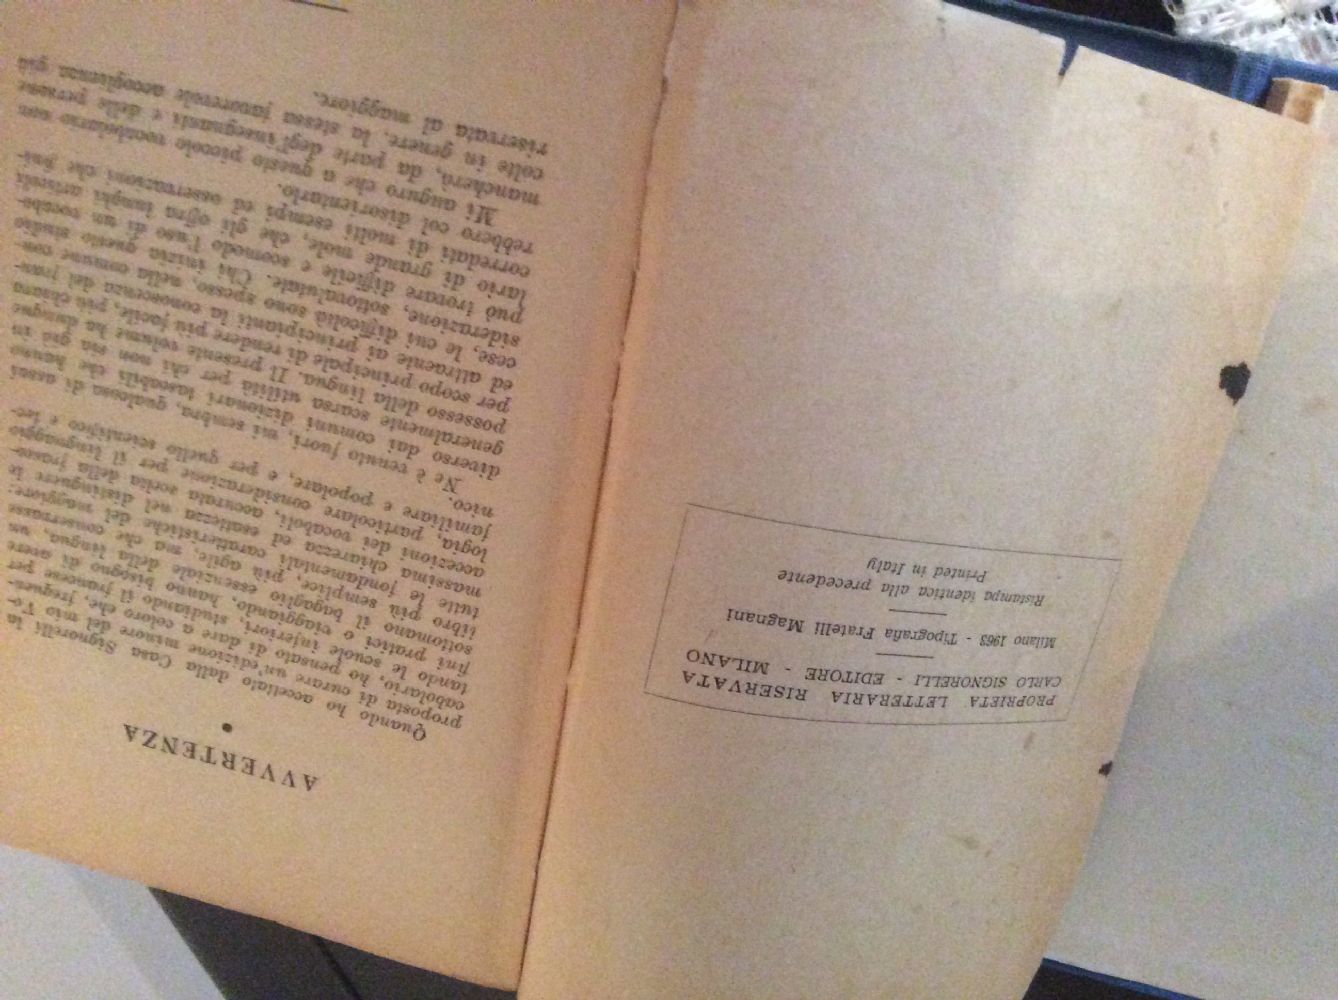 PROPRIETÀ LETTERARIA RISERVATA
CARLO SIGNORELLI - EDITORE - MILANO
Milano 1963 - Tipografia Fratelli Magnani
Ristampa identica alla precedente
Printed in Italy
AVVERTENZA
Quando ho accettato dalla Casa Signorelli la
proposta di curare un'edizione minore del mio Vo-
cabolario, ho pensato di dare a coloro che, frequen-
tando le scuole inferiori, studiando il francese per
fini pratici o viaggiando, hanno bisogno di avere
sottomano il bagaglio essenziale della lingua, un
libro più semplice, più agile, ma che conservasse
tutte le fondamentali caratteristiche del maggiore:
massima chiarezza ed esattezza nel distinguere le
accezioni dei vocaboli, accurata scelta della fraseo-
logia, particolare considerazione per il linguaggio
familiare e popolare, e per quello scientifico e tec-
nico.
Ne è venuto fuori, mi sembra, qualcosa di assai
diverso dai comuni dizionari tascabili che hanno
generalmente scarsa utilità per chi non sia già in
possesso della lingua. Il presente volume ha dunque
per scopo principale di rendere più facile, più chiara
ed attraente ai principianti la conoscenza del fran-
cese, le cui difficoltà sono spesso, nella comune con-
siderazione, sottovalutate. Chi inizia questo studio
può trovare difficile e scomodo l'uso di un vocabo-
lario di grande mole, che gli offra lunghi articoli
corredati di molti esempi ed osservazioni che fini-
rebbero col disorientarlo.
Mi auguro che a questo piccolo vocabolario non
mancherà, da parte degl'insegnanti e delle persone
colte in genere, la stessa favorevole accoglienza già
riservata al maggiore.